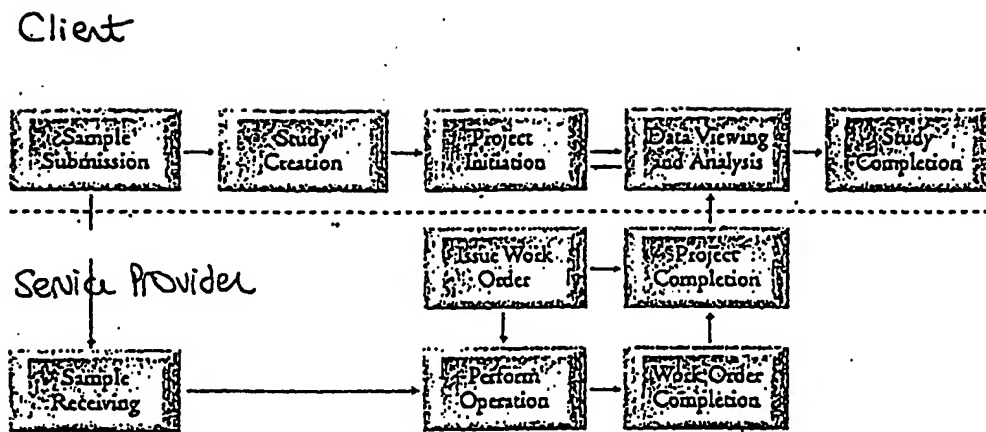 Client
Sample
Submission
Study
Creation
Project
Initiation
Data Viewing
and Analysis
Study
Completion
Issue Work
Order
Project
Completion
Service Provider
Sample
Receiving
Perform
Operation
Work Order
Completion